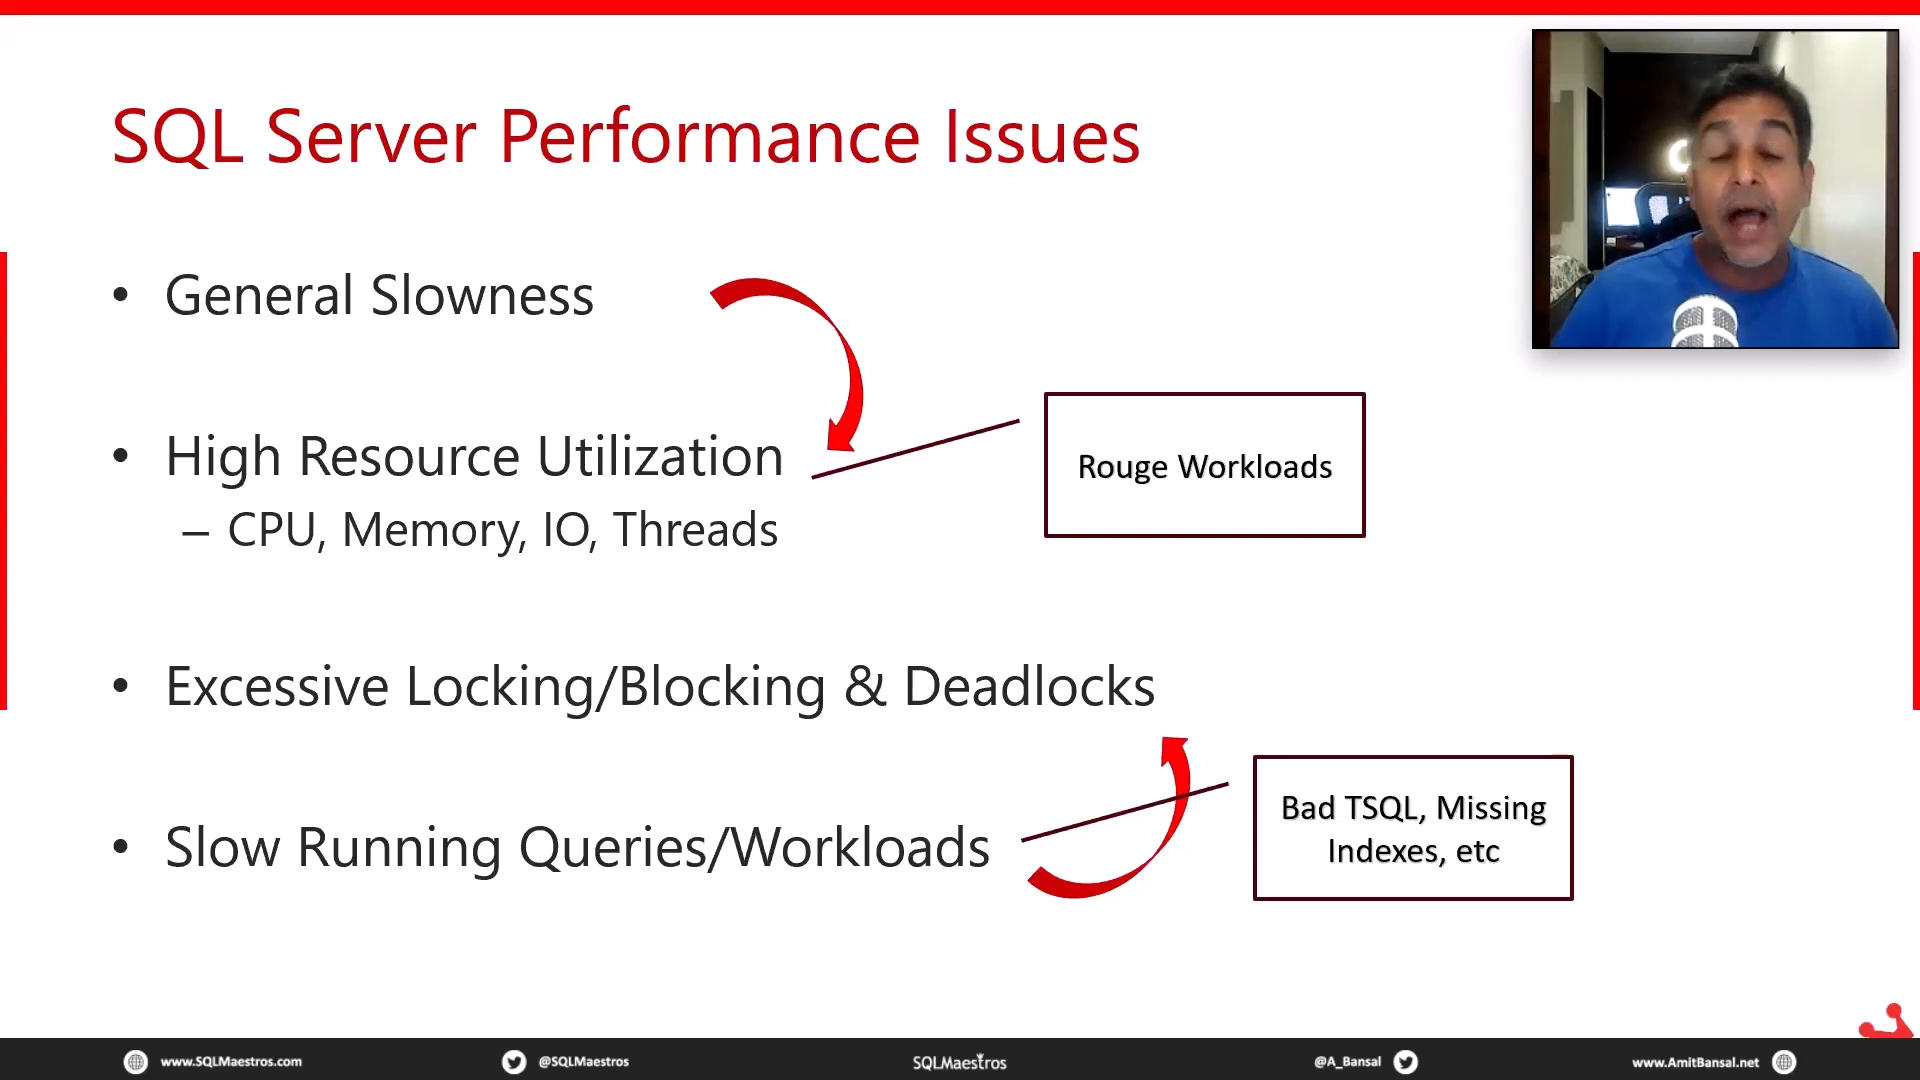 SQL Server Performance Issues
• General Slowness
• High Resource Utilization
– CPU, Memory, IO, Threads
Rouge Workloads
• Excessive Locking/Blocking & Deadlocks
• Slow Running Queries/Workloads
Bad TSQL, Missing
Indexes, etc
www.SQLMaestros.com
@SQLMaestros
SQLMaestros
@A_Bansal
www.AmitBansal.net